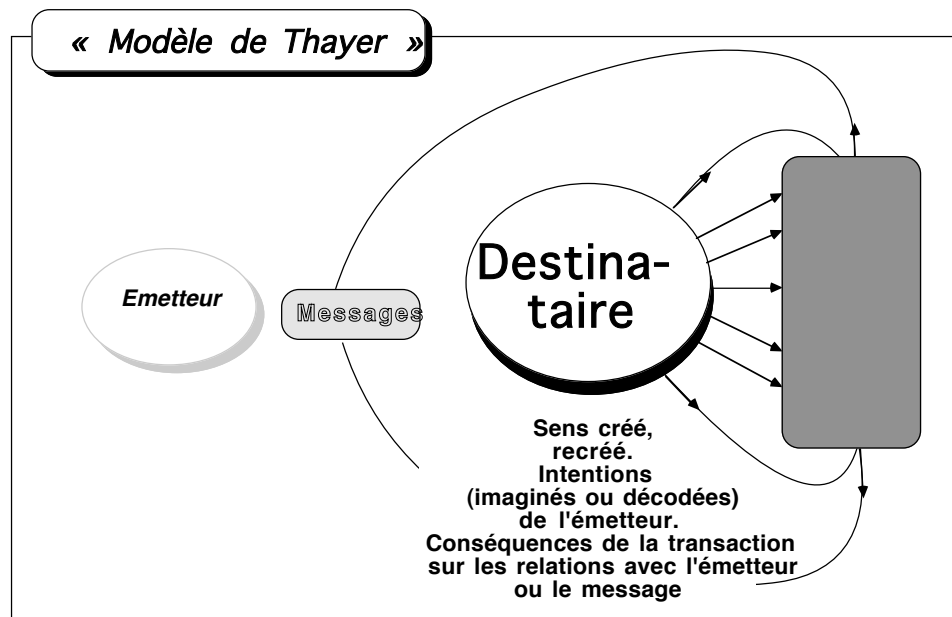 « Modèle de Thayer »
Emetteur
Messages
Destina-
taire
Sens créé,
recréé.
Intentions
(imaginés ou décodées)
de l'émetteur.
Conséquences de la transaction
sur les relations avec l'émetteur
ou le message